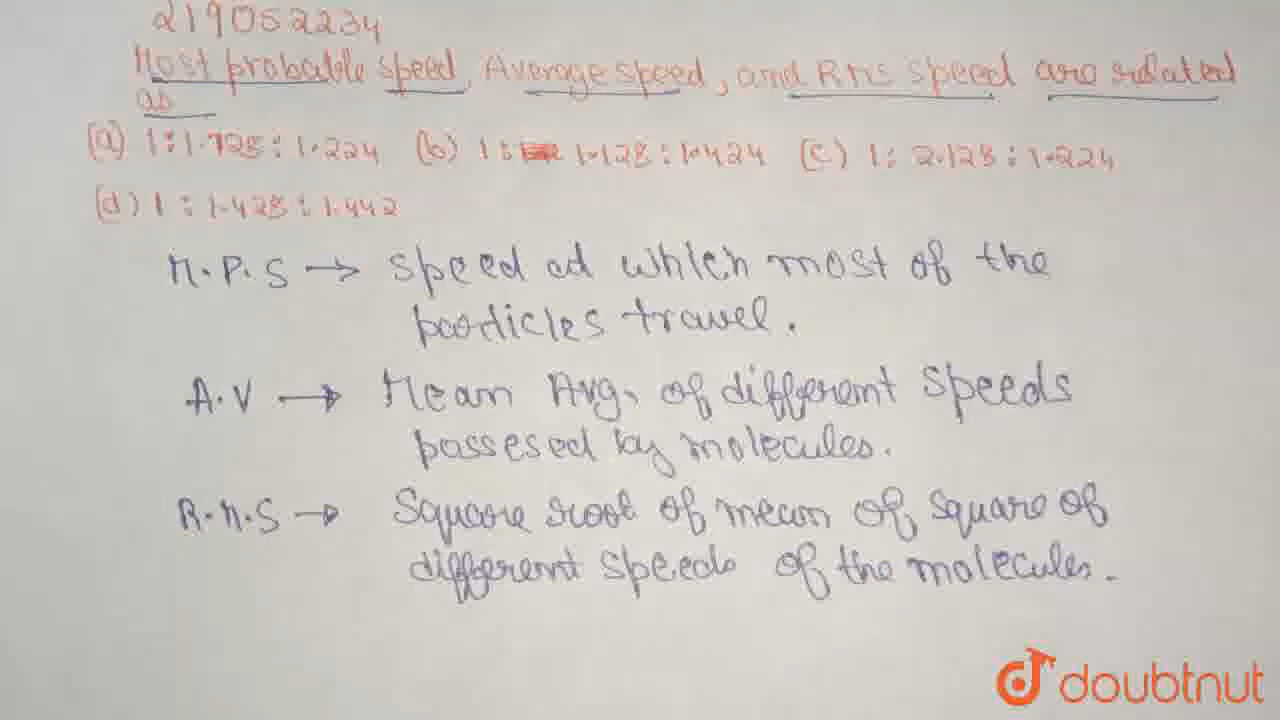 219052234
Most probable speed, Average speed, and RMS speed are related
as
(a) 1:1.728:1.224 (b) 1: 1.128:1.424 (c) 1: 2.128:1.224
(d) 1:1.428:1.442
M.P.S → speed at which most of the
particles travel.
A.V → Mean Avg. of different speeds
possesed by molecules.
R.M.S → Square root of mean of square of
different speeds of the molecules.
doubtnut